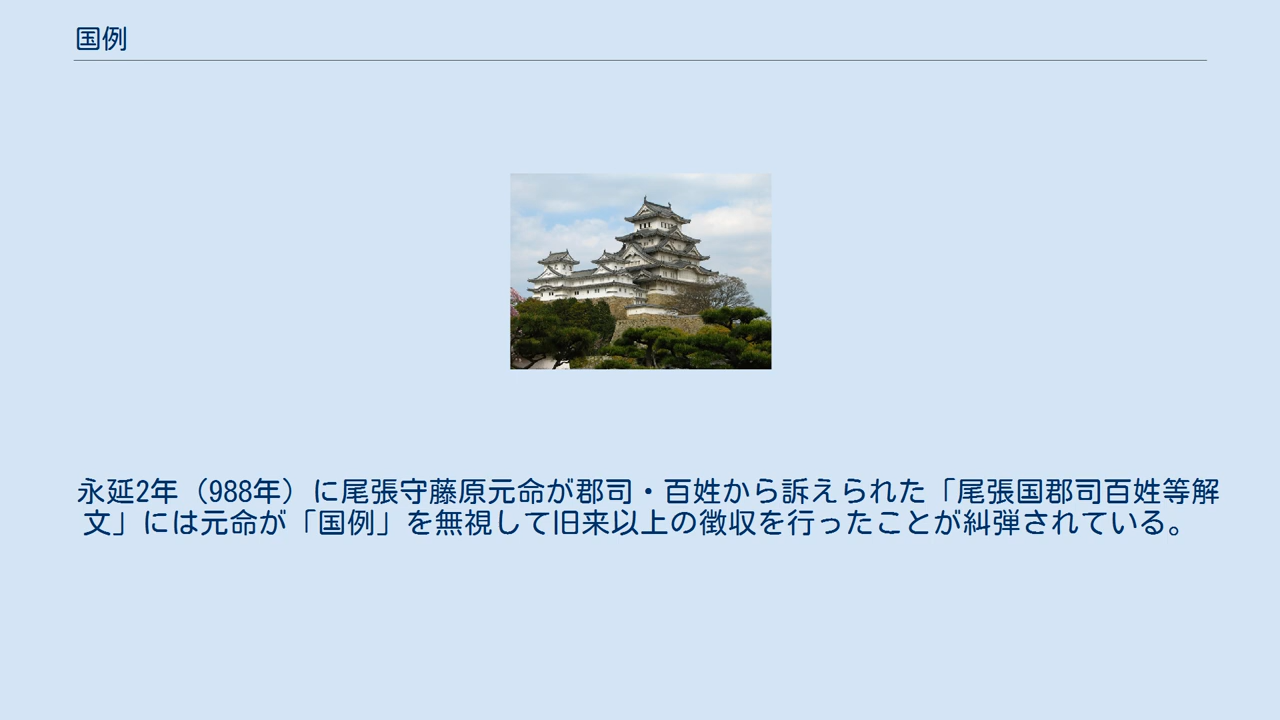 国例
永延2年（988年）に尾張守藤原元命が郡司・百姓から訴えられた「尾張国郡司百姓等解
文」には元命が「国例」を無視して旧来以上の徴収を行ったことが糾弾されている。